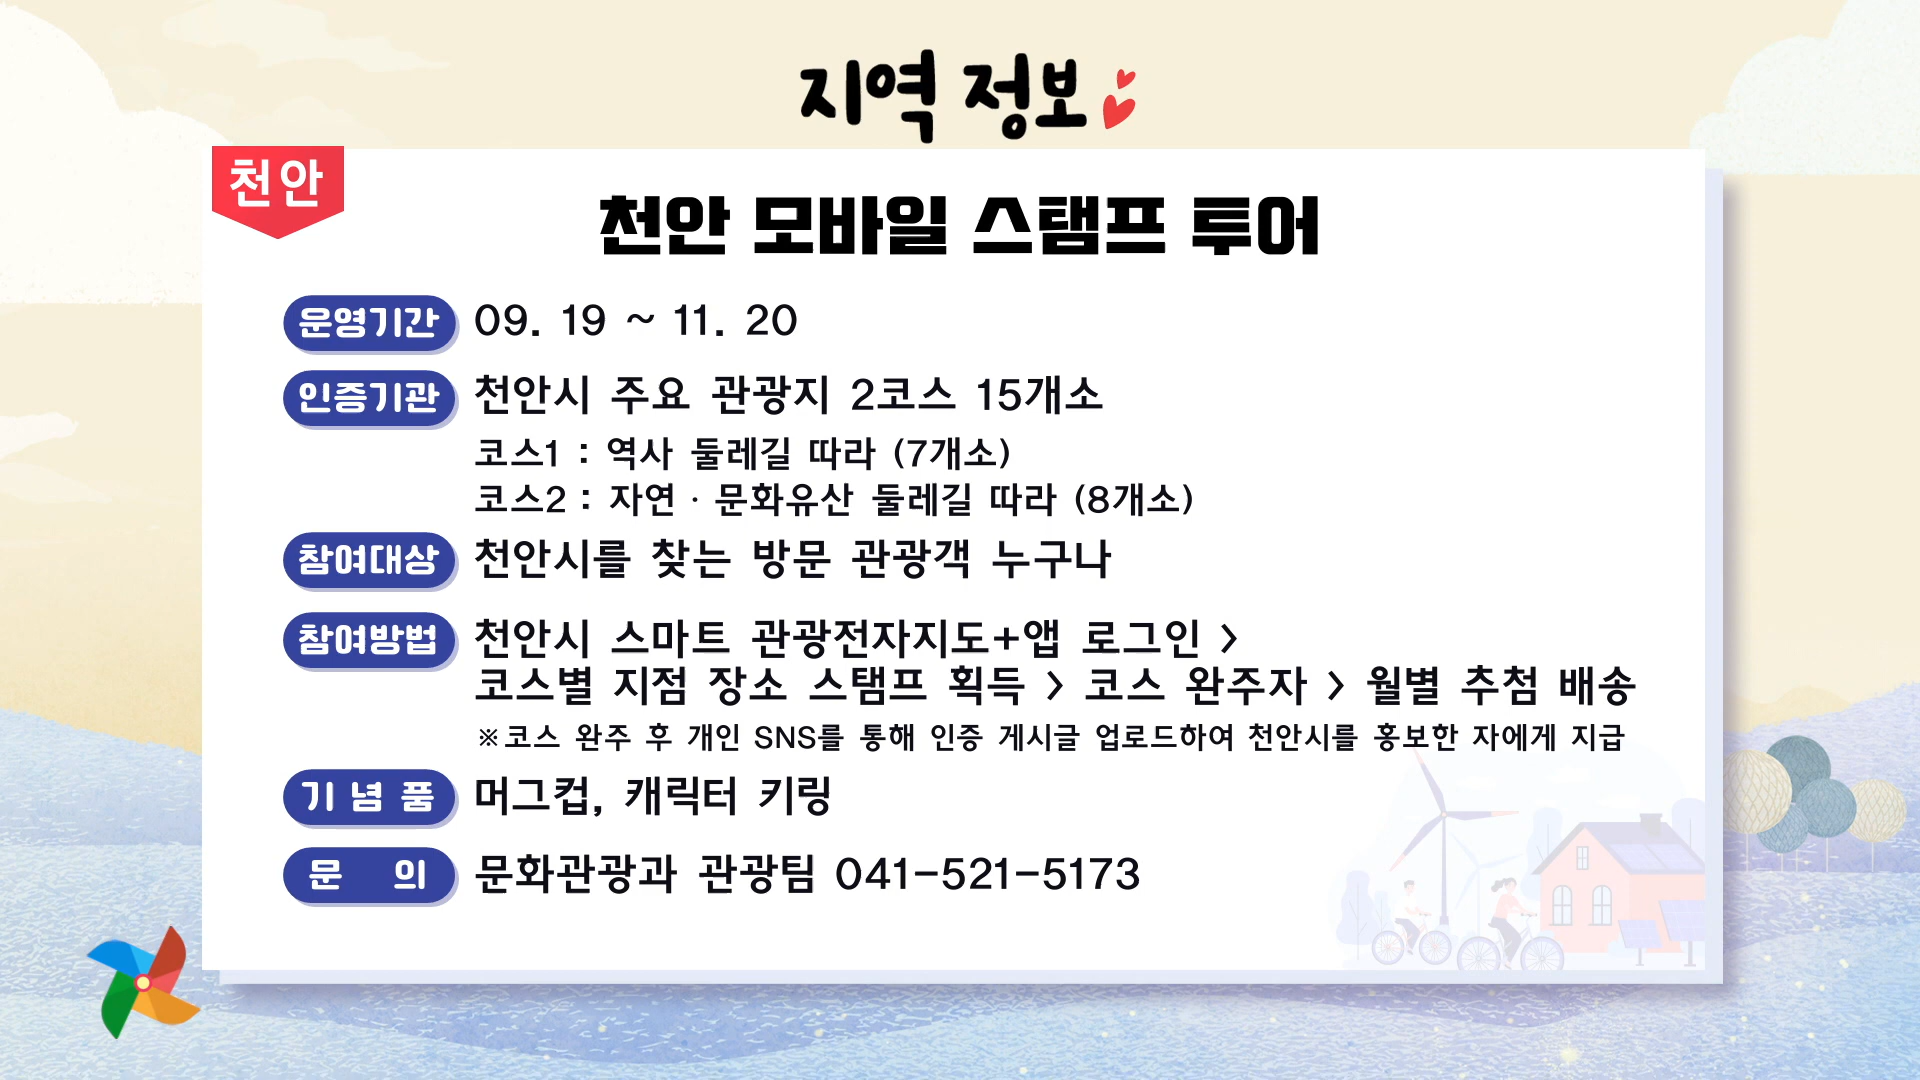 지역 정보
천안
천안 모바일 스탬프 투어
운영기간 09. 19 ~ 11. 20
인증기관 천안시 주요 관광지 2코스 15개소
코스1 : 역사 둘레길 따라 (7개소)
코스2 : 자연 · 문화유산 둘레길 따라 (8개소)
참여대상 천안시를 찾는 방문 관광객 누구나
참여방법 천안시 스마트 관광전자지도+앱 로그인 >
코스별 지점 장소 스탬프 획득 > 코스 완주자 > 월별 추첨 배송
※코스 완주 후 개인 SNS를 통해 인증 게시글 업로드하여 천안시를 홍보한 자에게 지급
기 념 품 머그컵, 캐릭터 키링
문 의 문화관광과 관광팀 041-521-5173